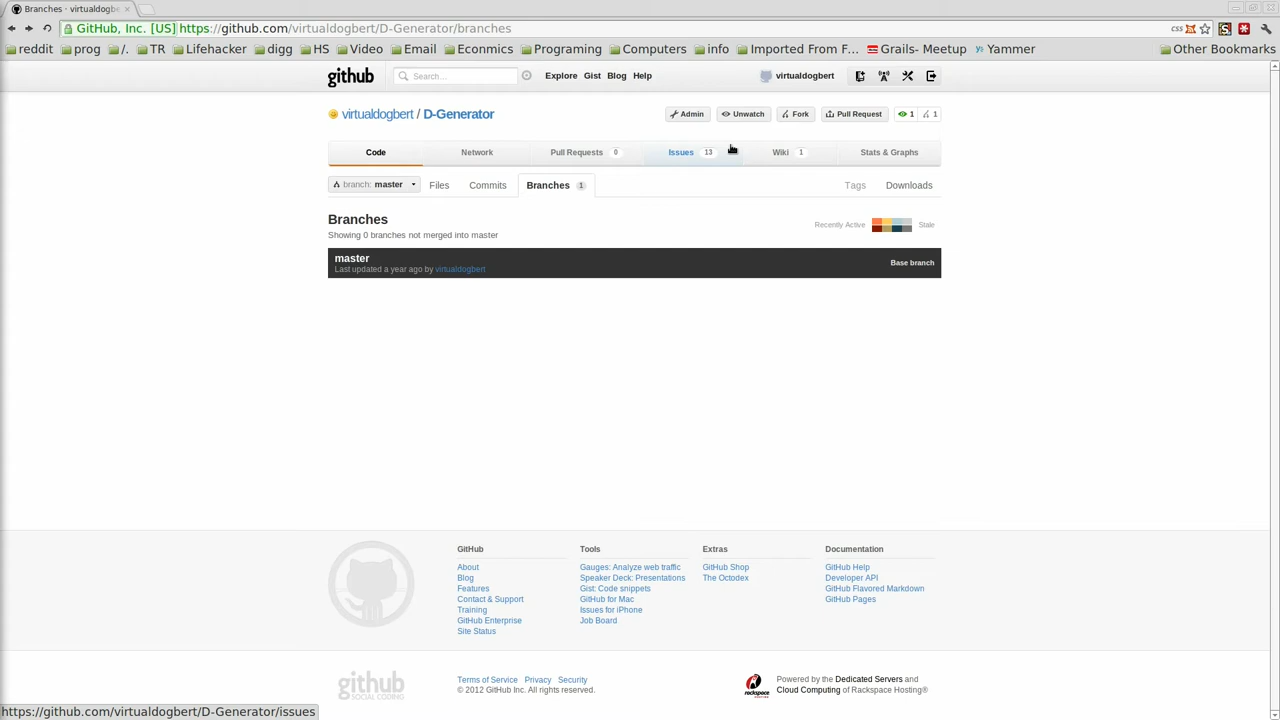 Branches · virtualdogbe
GitHub, Inc. [US] https://github.com/virtualdogbert/D-Generator/branches
CSS
reddit prog /. TR Lifehacker digg HS Video Email Econmics Programing Computers info Imported From F... Grails- Meetup Yammer Other Bookmarks
github Search... Explore Gist Blog Help virtualdogbert
virtualdogbert / D-Generator Admin Unwatch Fork Pull Request 1 1
Code Network Pull Requests 0 Issues 13 Wiki 1 Stats & Graphs
branch: master Files Commits Branches 1 Tags Downloads
Branches
Showing 0 branches not merged into master
Recently Active Stale
master
Last updated a year ago by virtualdogbert
Base branch
GitHub
About
Blog
Features
Contact & Support
Training
GitHub Enterprise
Site Status
Tools
Gauges: Analyze web traffic
Speaker Deck: Presentations
Gist: Code snippets
GitHub for Mac
Issues for iPhone
Job Board
Extras
GitHub Shop
The Octodex
Documentation
GitHub Help
Developer API
GitHub Flavored Markdown
GitHub Pages
github
SOCIAL CODING
Terms of Service Privacy Security
© 2012 GitHub Inc. All rights reserved.
rackspace
Powered by the Dedicated Servers and
Cloud Computing of Rackspace Hosting®
https://github.com/virtualdogbert/D-Generator/issues